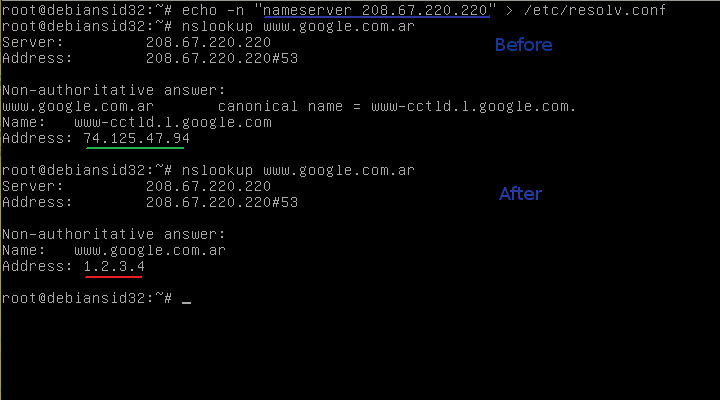 root@debiansid32:~# echo -n "nameserver 208.67.220.220" > /etc/resolv.conf
root@debiansid32:~# nslookup www.google.com.ar
Server:         208.67.220.220
Before
Address:        208.67.220.220#53
Non-authoritative answer:
www.google.com.ar       canonical name = www-cctld.l.google.com.
Name:   www-cctld.l.google.com
Address: 74.125.47.94
root@debiansid32:~# nslookup www.google.com.ar
Server:         208.67.220.220
After
Address:        208.67.220.220#53
Non-authoritative answer:
Name:   www.google.com.ar
Address: 1.2.3.4
root@debiansid32:~# _